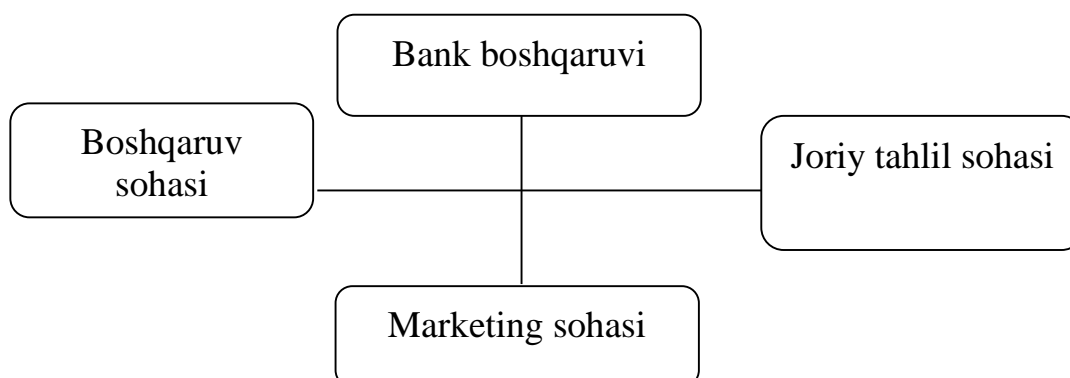 Bank boshqaruvi
Boshqaruv
sohasi
Joriy tahlil sohasi
Marketing sohasi